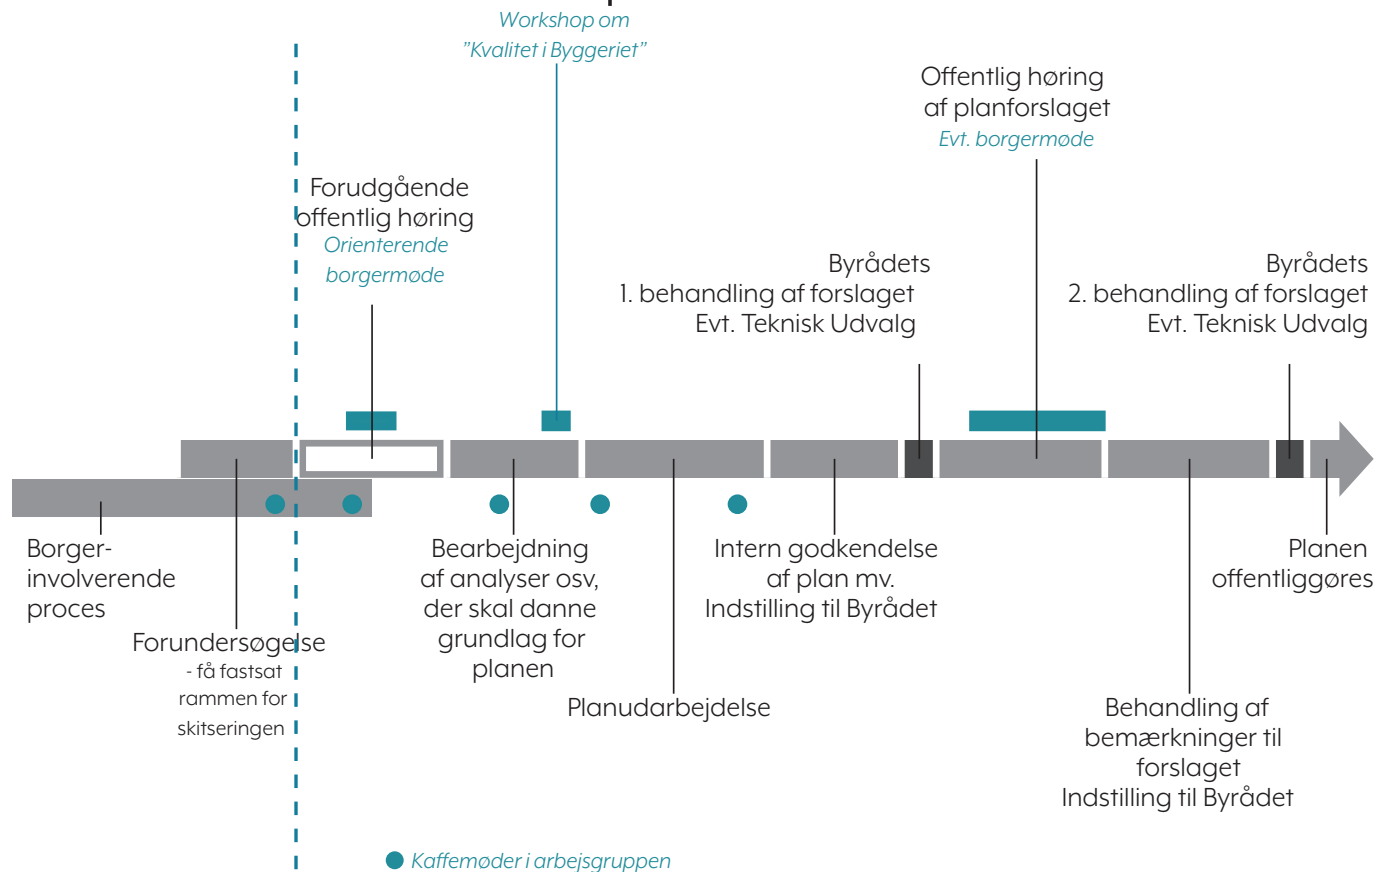 Workshop om
”Kvalitet i Byggeriet”
Offentlig høring
af planforslaget
Evt. borgermøde
Forudgående
offentlig høring
Orienterende
borgermøde
Byrådets
1. behandling af forslaget
Evt. Teknisk Udvalg
Byrådets
2. behandling af forslaget
Evt. Teknisk Udvalg
Borger-
involverende
proces
Forundersøgelse
- få fastsat
rammen for
skitseringen
Bearbejdning
af analyser osv,
der skal danne
grundlag for
planen
Planudarbejdelse
Intern godkendelse
af plan mv.
Indstilling til Byrådet
Behandling af
bemærkninger til
forslaget
Indstilling til Byrådet
Planen
offentliggøres
Kaffemøder i arbejsgruppen